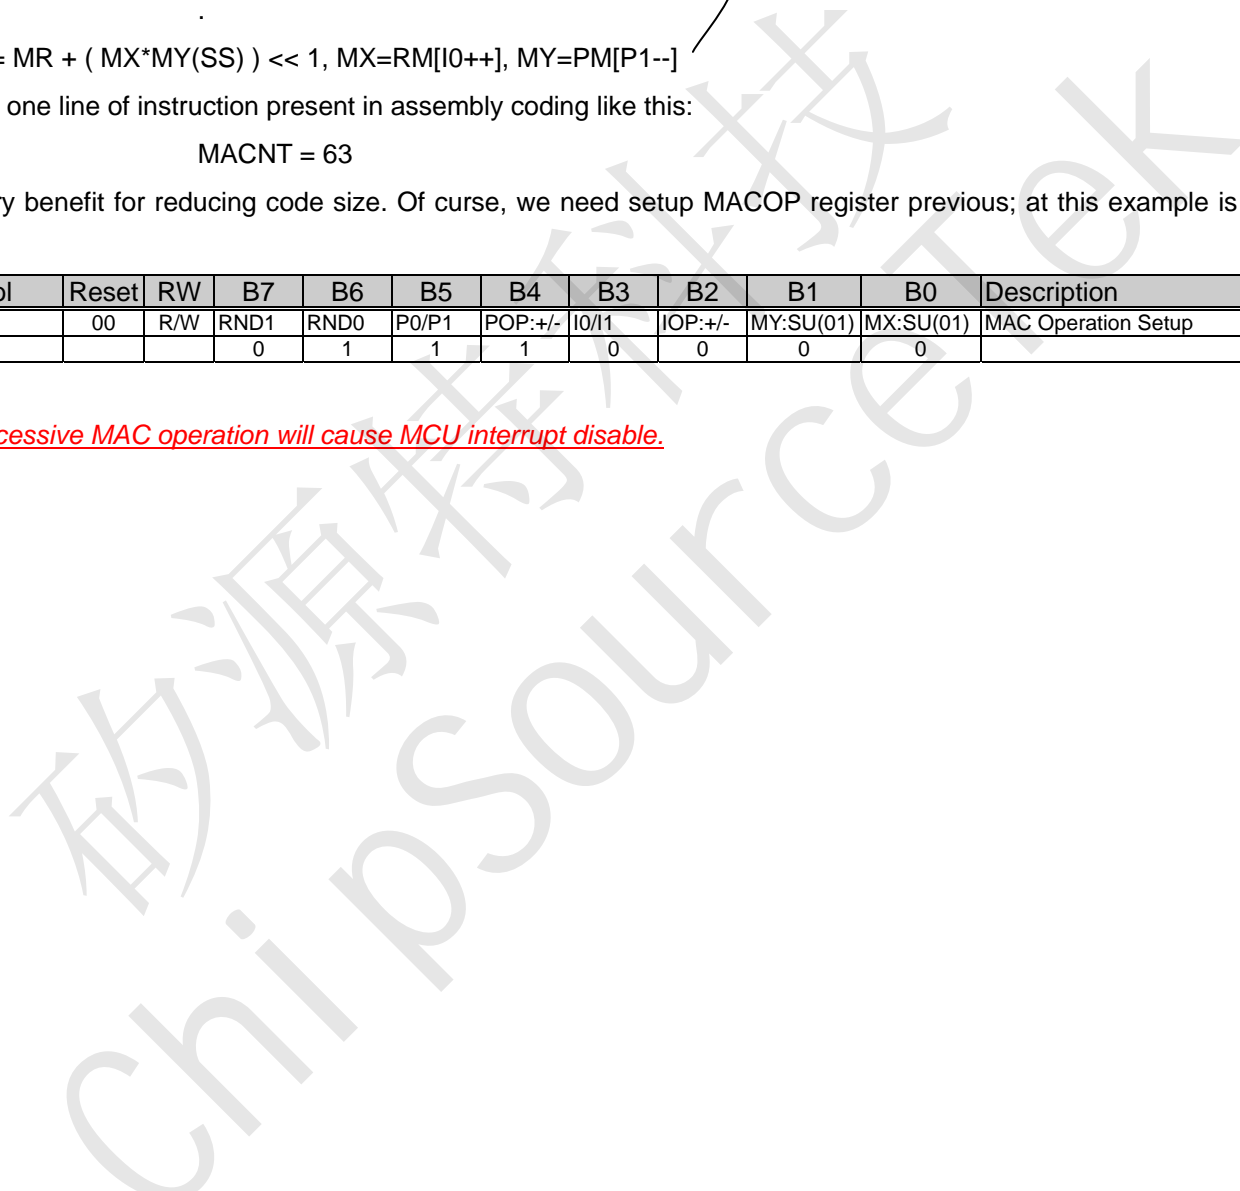 .
= MR + ( MX*MY(SS) ) << 1, MX=RM[I0++], MY=PM[P1--]
one line of instruction present in assembly coding like this:
MACNT = 63
ry benefit for reducing code size. Of curse, we need setup MACOP register previous; at this example is
ol Reset RW B7 B6 B5 B4 B3 B2 B1 B0 Description
00 R/W RND1 RND0 P0/P1 POP:+/- I0/I1 IOP:+/- MY:SU(01) MX:SU(01) MAC Operation Setup
0 1 1 1 0 0 0 0
cessive MAC operation will cause MCU interrupt disable.
矽源特科技
ChipSourceTek